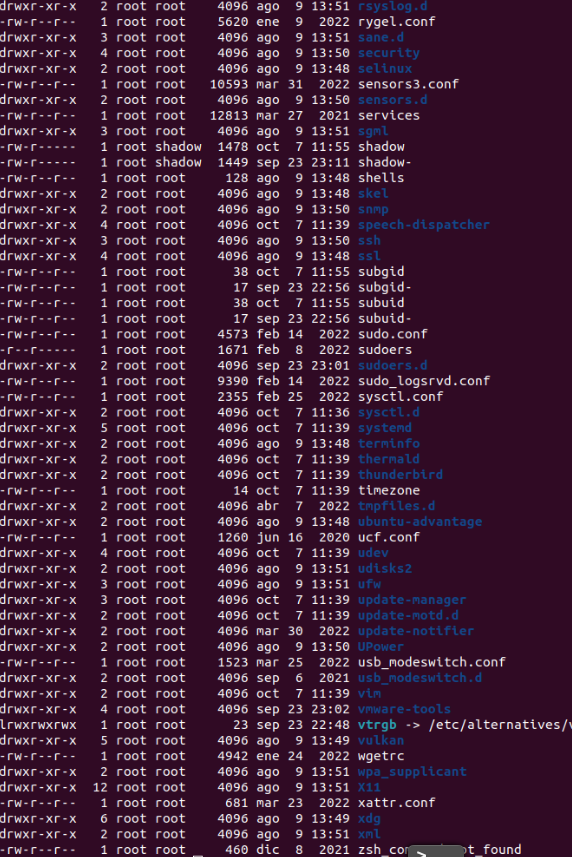 drwxr-xr-x 2 root root 4096 ago 9 13:51 rsyslog.d
-rw-r--r-- 1 root root 5620 ene 9 2022 rygel.conf
drwxr-xr-x 3 root root 4096 ago 9 13:51 sane.d
drwxr-xr-x 4 root root 4096 ago 9 13:50 security
drwxr-xr-x 2 root root 4096 ago 9 13:48 selinux
-rw-r--r-- 1 root root 10593 mar 31 2022 sensors3.conf
drwxr-xr-x 2 root root 4096 ago 9 13:50 sensors.d
-rw-r--r-- 1 root root 12813 mar 27 2021 services
drwxr-xr-x 3 root root 4096 ago 9 13:51 sgml
-rw-r----- 1 root shadow 1478 oct 7 11:55 shadow
-rw-r----- 1 root shadow 1449 sep 23 23:11 shadow-
-rw-r--r-- 1 root root 128 ago 9 13:48 shells
drwxr-xr-x 2 root root 4096 ago 9 13:48 skel
drwxr-xr-x 2 root root 4096 ago 9 13:50 snmp
drwxr-xr-x 4 root root 4096 oct 7 11:39 speech-dispatcher
drwxr-xr-x 3 root root 4096 ago 9 13:50 ssh
drwxr-xr-x 4 root root 4096 ago 9 13:48 ssl
-rw-r--r-- 1 root root 38 oct 7 11:55 subgid
-rw-r--r-- 1 root root 17 sep 23 22:56 subgid-
-rw-r--r-- 1 root root 38 oct 7 11:55 subuid
-rw-r--r-- 1 root root 17 sep 23 22:56 subuid-
-rw-r--r-- 1 root root 4573 feb 14 2022 sudo.conf
-r--r----- 1 root root 1671 feb 8 2022 sudoers
drwxr-xr-x 2 root root 4096 sep 23 23:01 sudoers.d
-rw-r--r-- 1 root root 9390 feb 14 2022 sudo_logsrvd.conf
-rw-r--r-- 1 root root 2355 feb 25 2022 sysctl.conf
drwxr-xr-x 2 root root 4096 oct 7 11:36 sysctl.d
drwxr-xr-x 5 root root 4096 oct 7 11:39 systemd
drwxr-xr-x 2 root root 4096 ago 9 13:48 terminfo
drwxr-xr-x 2 root root 4096 oct 7 11:39 thermald
drwxr-xr-x 2 root root 4096 oct 7 11:39 thunderbird
-rw-r--r-- 1 root root 14 oct 7 11:39 timezone
drwxr-xr-x 2 root root 4096 abr 7 2022 tmpfiles.d
drwxr-xr-x 2 root root 4096 ago 9 13:48 ubuntu-advantage
-rw-r--r-- 1 root root 1260 jun 16 2020 ucf.conf
drwxr-xr-x 4 root root 4096 oct 7 11:39 udev
drwxr-xr-x 2 root root 4096 ago 9 13:51 udisks2
drwxr-xr-x 3 root root 4096 ago 9 13:51 ufw
drwxr-xr-x 3 root root 4096 oct 7 11:39 update-manager
drwxr-xr-x 2 root root 4096 oct 7 11:39 update-motd.d
drwxr-xr-x 2 root root 4096 mar 30 2022 update-notifier
drwxr-xr-x 2 root root 4096 ago 9 13:50 UPower
-rw-r--r-- 1 root root 1523 mar 25 2022 usb_modeswitch.conf
drwxr-xr-x 2 root root 4096 sep 6 2021 usb_modeswitch.d
drwxr-xr-x 2 root root 4096 oct 7 11:39 vim
drwxr-xr-x 4 root root 4096 sep 23 23:02 vmware-tools
lrwxrwxrwx 1 root root 23 sep 23 22:48 vtrgb -> /etc/alternatives/v
drwxr-xr-x 5 root root 4096 ago 9 13:49 vulkan
-rw-r--r-- 1 root root 4942 ene 24 2022 wgetrc
drwxr-xr-x 2 root root 4096 ago 9 13:51 wpa_supplicant
drwxr-xr-x 12 root root 4096 ago 9 13:51 X11
-rw-r--r-- 1 root root 681 mar 23 2022 xattr.conf
drwxr-xr-x 6 root root 4096 ago 9 13:49 xdg
drwxr-xr-x 2 root root 4096 ago 9 13:51 xml
-rw-r--r-- 1 root root 460 dic 8 2021